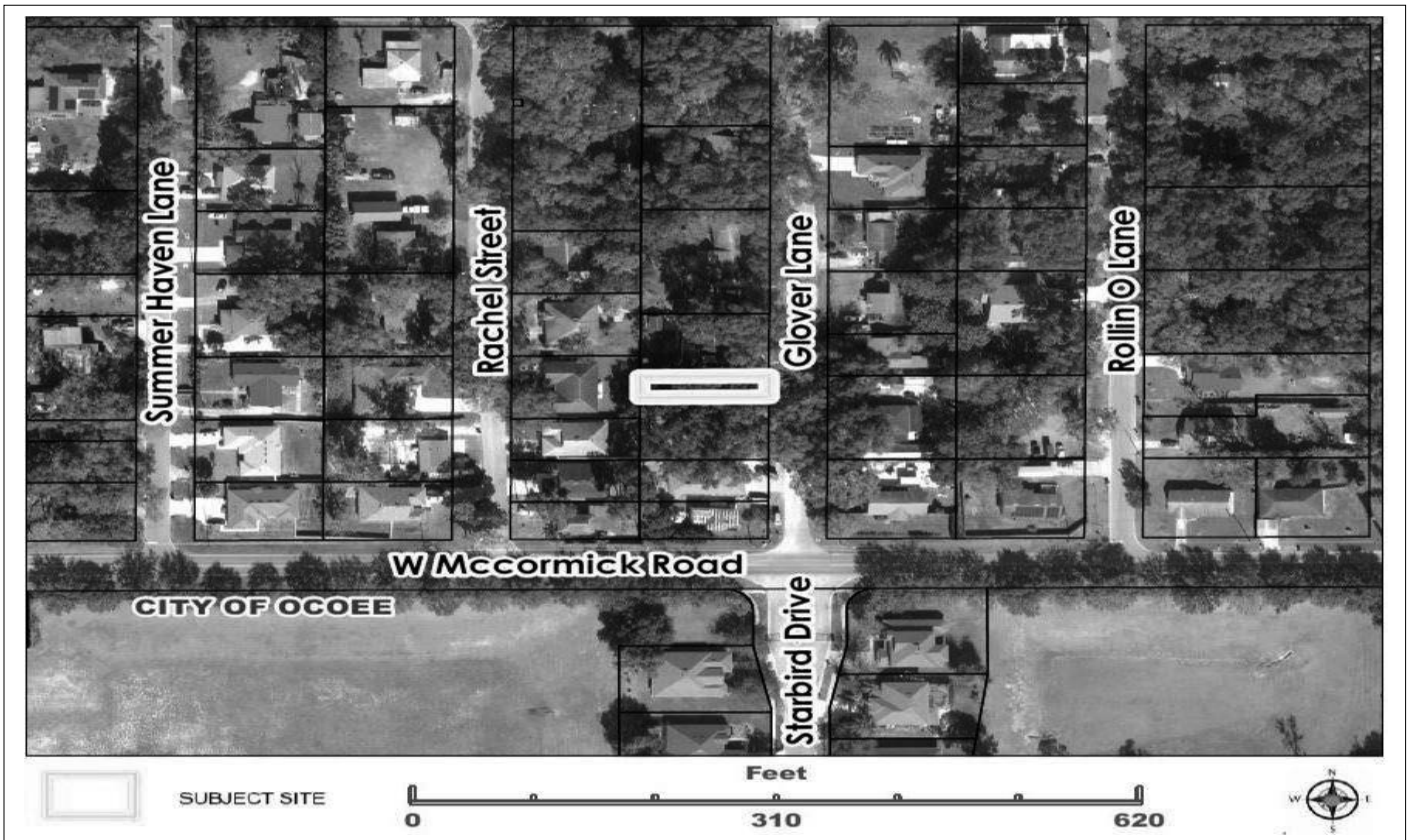 Summer Haven Lane
Rachel Street
Glover Lane
Rollin O Lane
W Mccormick Road
CITY OF OCOEE
Starbird Drive
SUBJECT SITE
Feet
0 310 620
N
W E
S